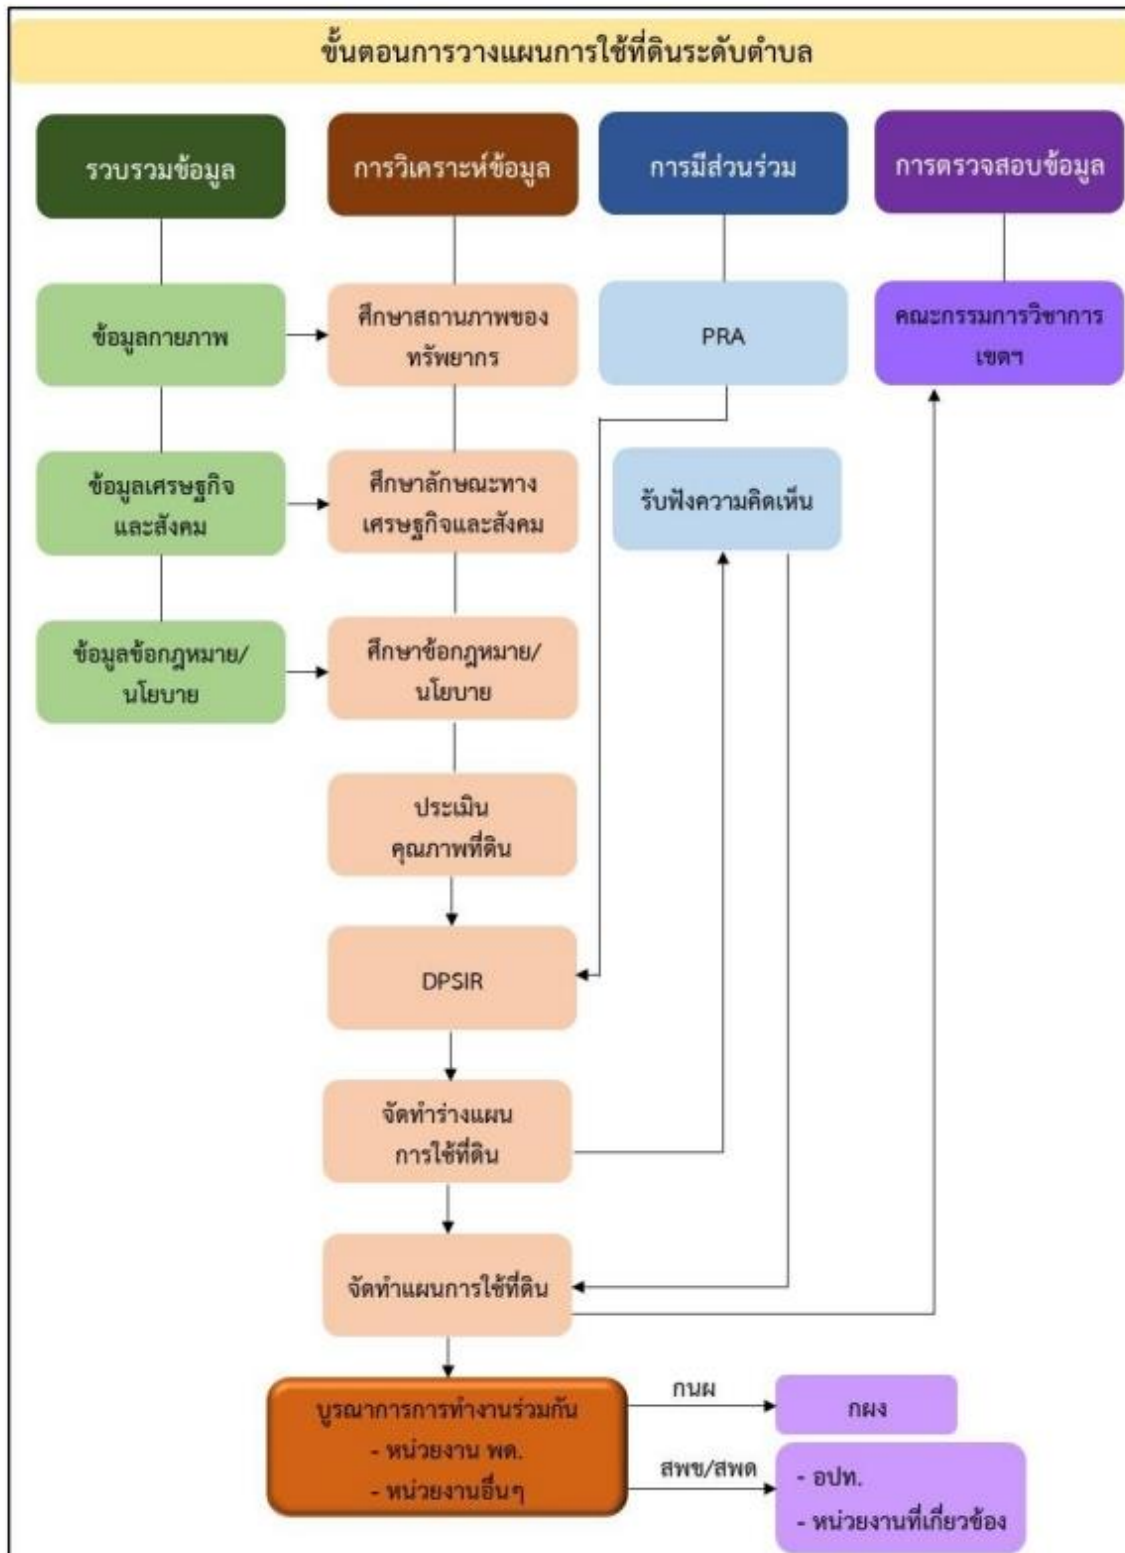 ขั้นตอนการวางแผนการใช้ที่ดินระดับตำบล
รวบรวมข้อมูล
การวิเคราะห์ข้อมูล
การมีส่วนร่วม
การตรวจสอบข้อมูล
ข้อมูลกายภาพ
ศึกษาสถานภาพของ
ทรัพยากร
PRA
คณะกรรมการวิชาการ
เขตฯ
ข้อมูลเศรษฐกิจ
และสังคม
ศึกษาลักษณะทาง
เศรษฐกิจและสังคม
รับฟังความคิดเห็น
ข้อมูลข้อกฎหมาย/
นโยบาย
ศึกษาข้อกฎหมาย/
นโยบาย
ประเมิน
คุณภาพที่ดิน
DPSIR
จัดทำร่างแผน
การใช้ที่ดิน
จัดทำแผนการใช้ที่ดิน
บูรณาการการทำงานร่วมกัน
- หน่วยงาน พด.
- หน่วยงานอื่นๆ
กนผ
กผง
สพข/สพด
- อปท.
- หน่วยงานที่เกี่ยวข้อง